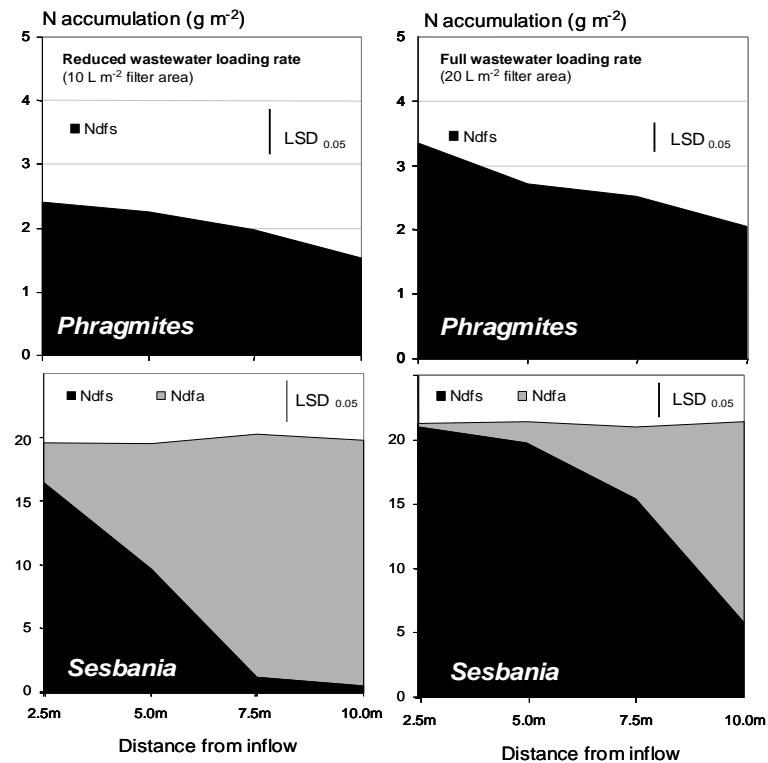 N accumulation (g m-2)
5
Reduced wastewater loading rate
(10 L m-2 filter area)
4
Ndfs
LSD 0.05
3
2
1
Phragmites
0
N accumulation (g m-2)
5
Full wastewater loading rate
(20 L m-2 filter area)
4
Ndfs
LSD 0.05
3
2
1
Phragmites
0
Ndfs
Ndfa
LSD 0.05
20
15
10
5
Sesbania
0
2.5m
5.0m
7.5m
10.0m
Distance from inflow
Ndfs
Ndfa
LSD 0.05
20
15
10
5
Sesbania
0
2.5m
5.0m
7.5m
10.0m
Distance from inflow